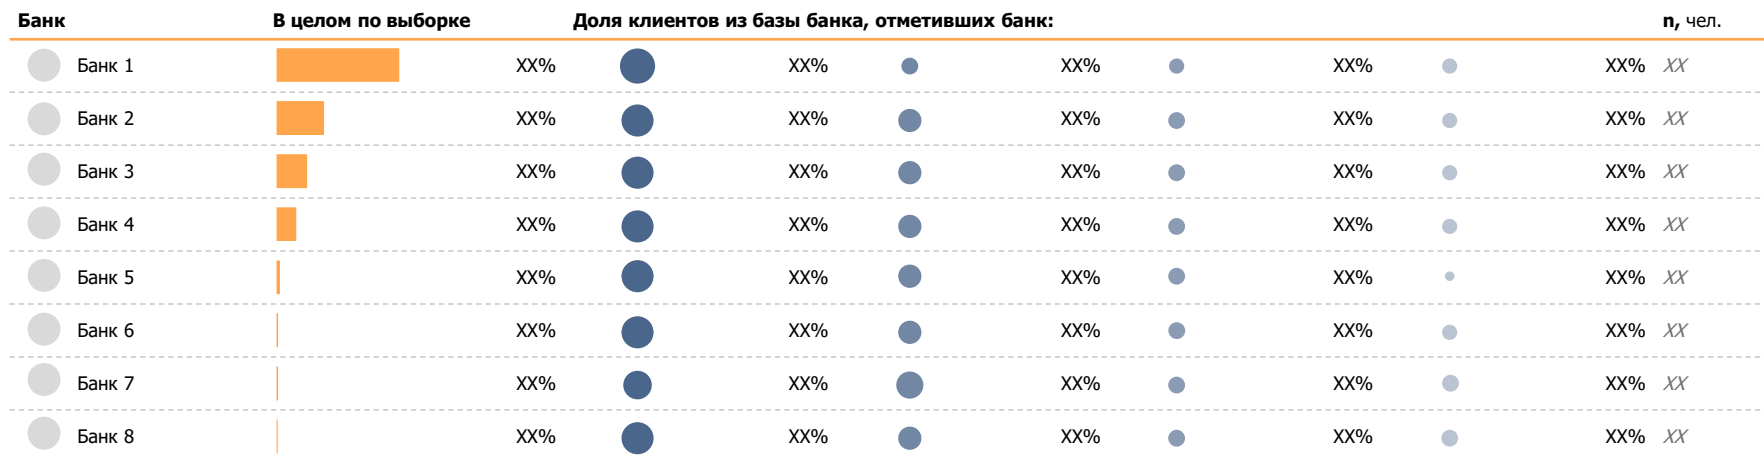 Банк В целом по выборке Доля клиентов из базы банка, отметивших банк: n, чел.
Банк 1 XX% XX% XX% XX% XX% XX
Банк 2 XX% XX% XX% XX% XX% XX
Банк 3 XX% XX% XX% XX% XX% XX
Банк 4 XX% XX% XX% XX% XX% XX
Банк 5 XX% XX% XX% XX% XX% XX
Банк 6 XX% XX% XX% XX% XX% XX
Банк 7 XX% XX% XX% XX% XX% XX
Банк 8 XX% XX% XX% XX% XX% XX